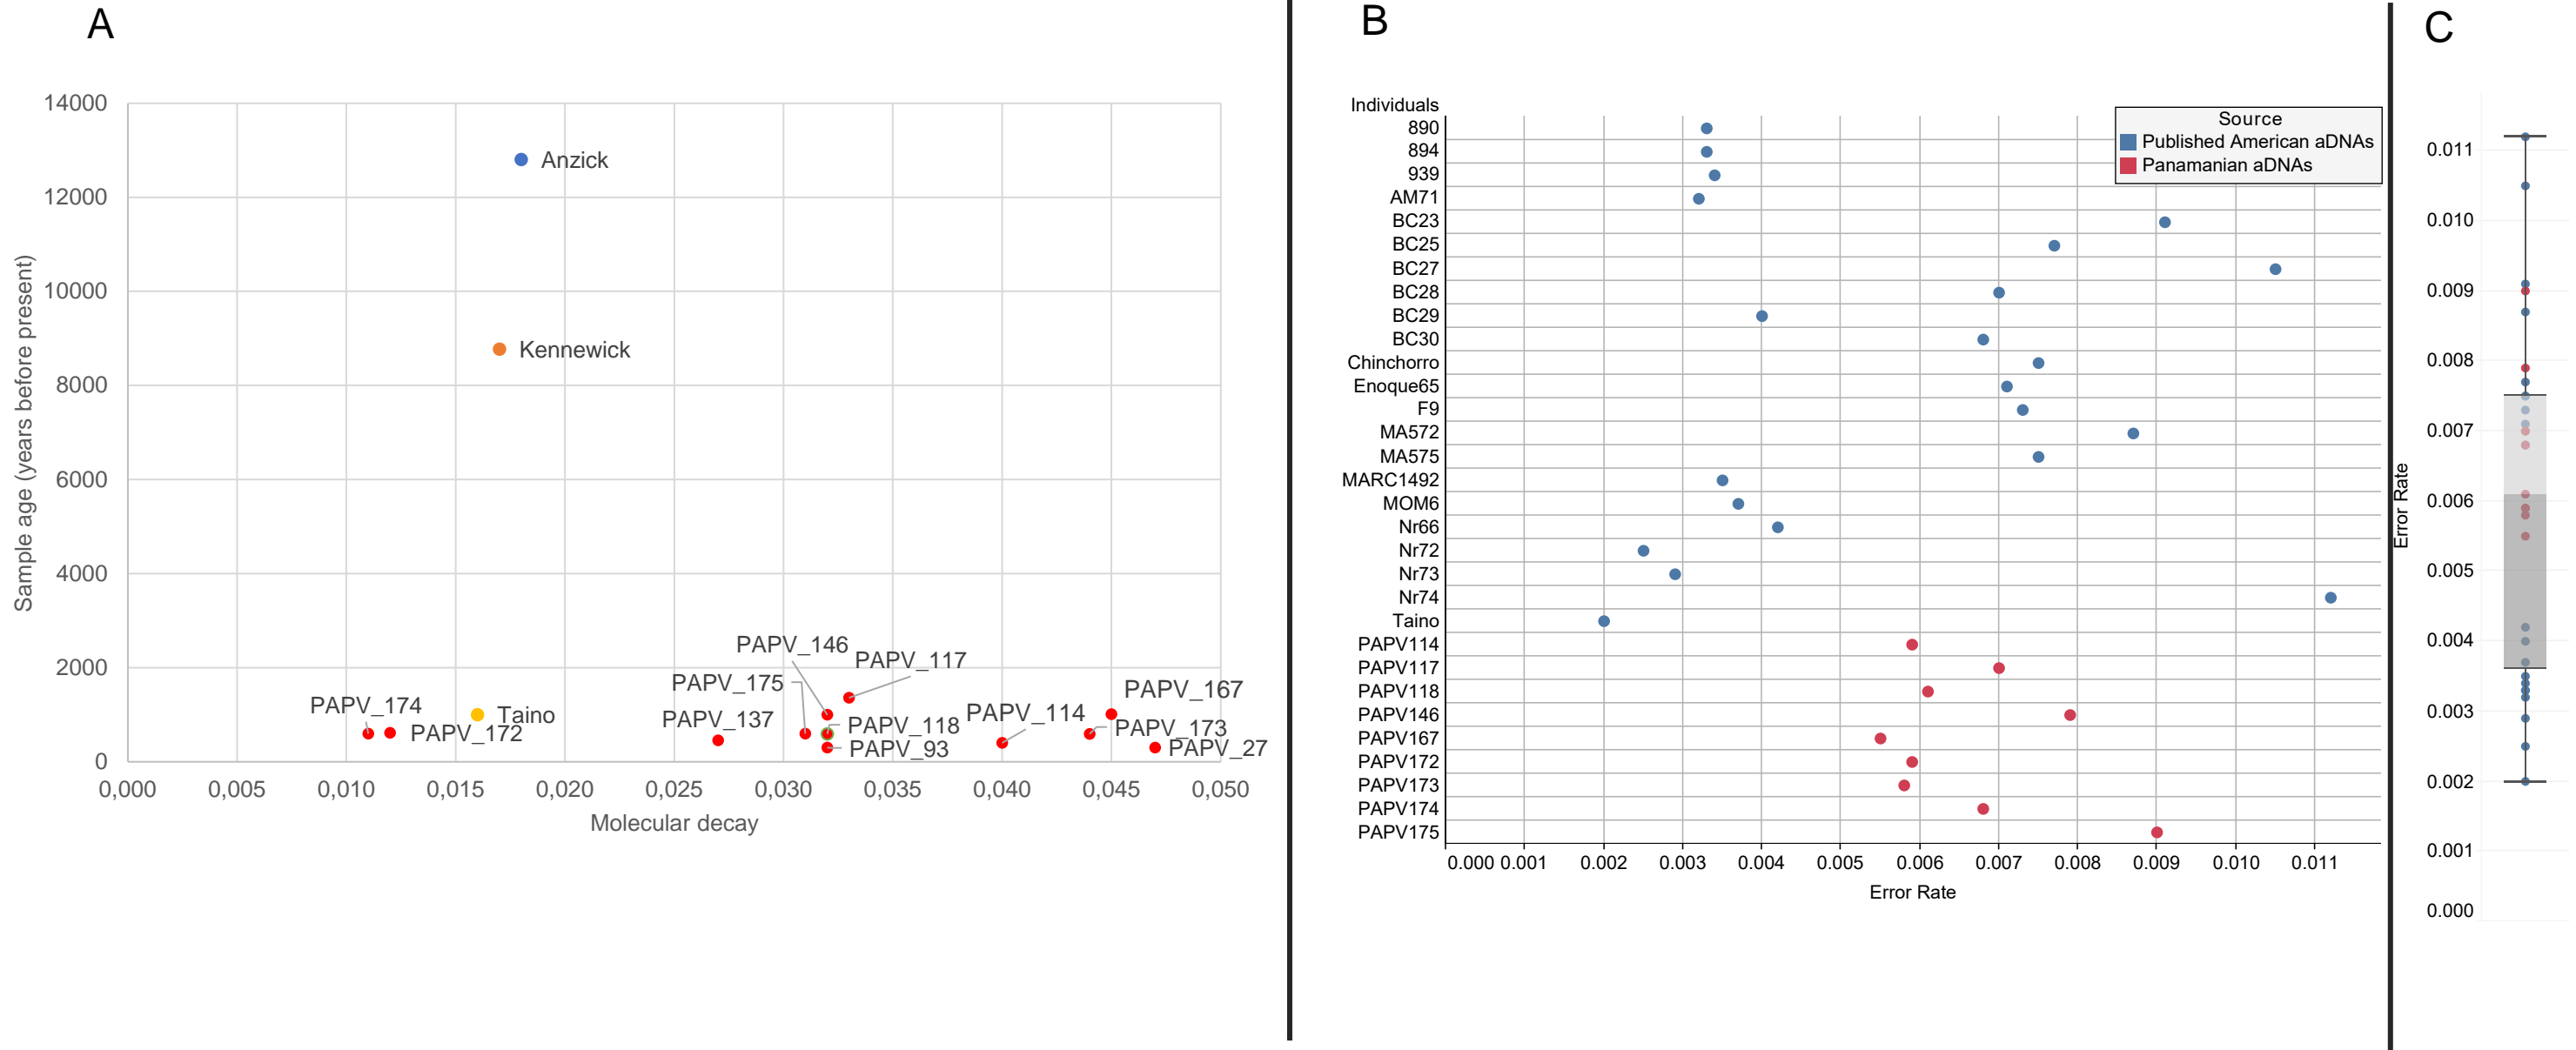 A
14000
12000
10000
8000
6000
4000
2000
0
Sample age (years before present)
Anzick
Kennewick
PAPV_146
PAPV_117
PAPV_175
PAPV_167
PAPV_174
PAPV_137
PAPV_114
Taino
PAPV_118
PAPV_173
PAPV_172
PAPV_93
PAPV_27
0,000 0,005 0,010 0,015 0,020 0,025 0,030 0,035 0,040 0,045 0,050
Molecular decay
B
Individuals
890
894
939
AM71
BC23
BC25
BC27
BC28
BC29
BC30
Chinchorro
Enoque65
F9
MA572
MA575
MARC1492
MOM6
Nr66
Nr72
Nr73
Nr74
Taino
PAPV114
PAPV117
PAPV118
PAPV146
PAPV167
PAPV172
PAPV173
PAPV174
PAPV175
Source
Published American aDNAs
Panamanian aDNAs
0.000 0.001 0.002 0.003 0.004 0.005 0.006 0.007 0.008 0.009 0.010 0.011
Error Rate
C
0.011
0.010
0.009
0.008
0.007
0.006
0.005
0.004
0.003
0.002
0.001
0.000
Error Rate